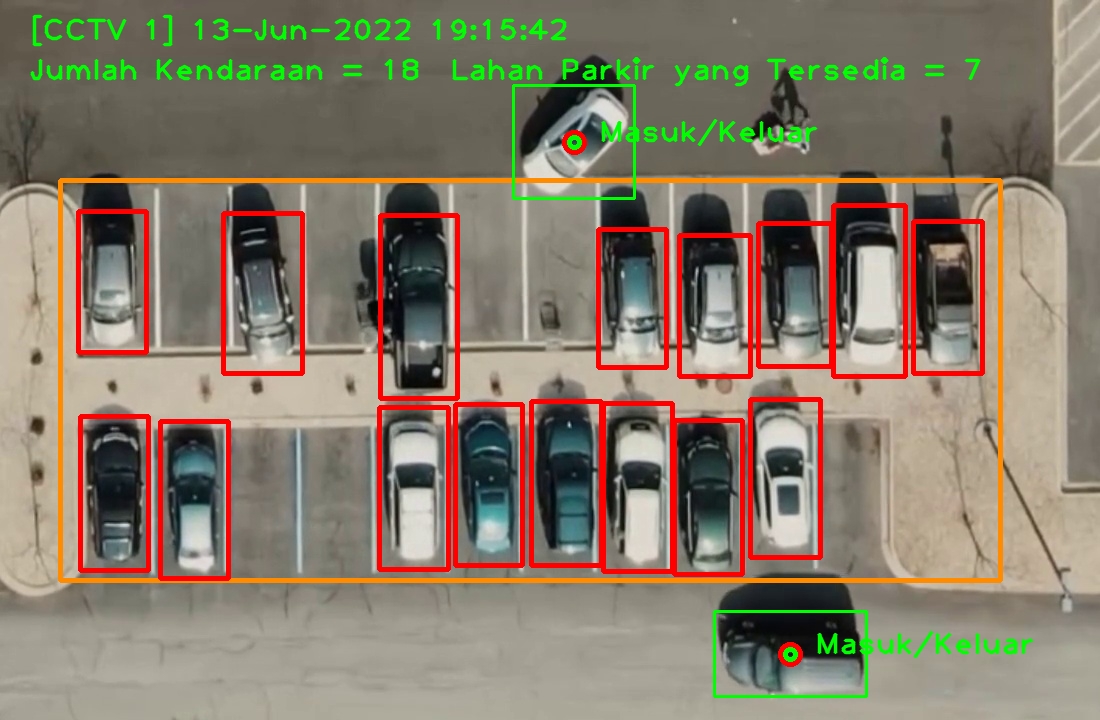 [CCTV 1] 13-Jun-2022 19:15:42
Jumlah Kendaraan = 18  Lahan Parkir yang Tersedia = 7
Masuk/Keluar
Masuk/Keluar